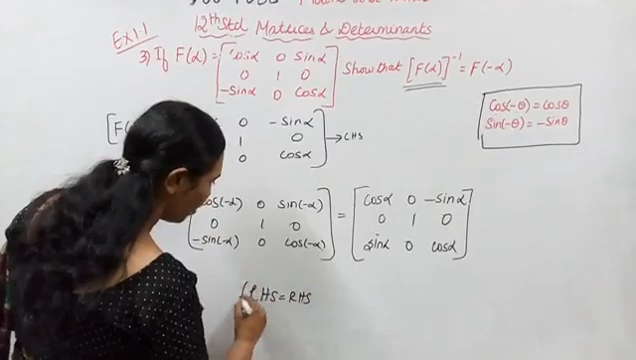 12th Std Matrices & Determinants
Ex 1.1
3) If F(α) = [cosα 0 sinα
0 1 0
-sinα 0 cosα] Show that [F(α)]⁻¹ = F(-α)
cos(-θ) = cosθ
sin(-θ) = -sinθ
[F 0 -sinα
1 0
0 cosα] → LHS
cos(-α) 0 sin(-α)
0 1 0
-sin(-α) 0 cos(-α)] = [cosα 0 -sinα
0 1 0
sinα 0 cosα]
LHS = RHS